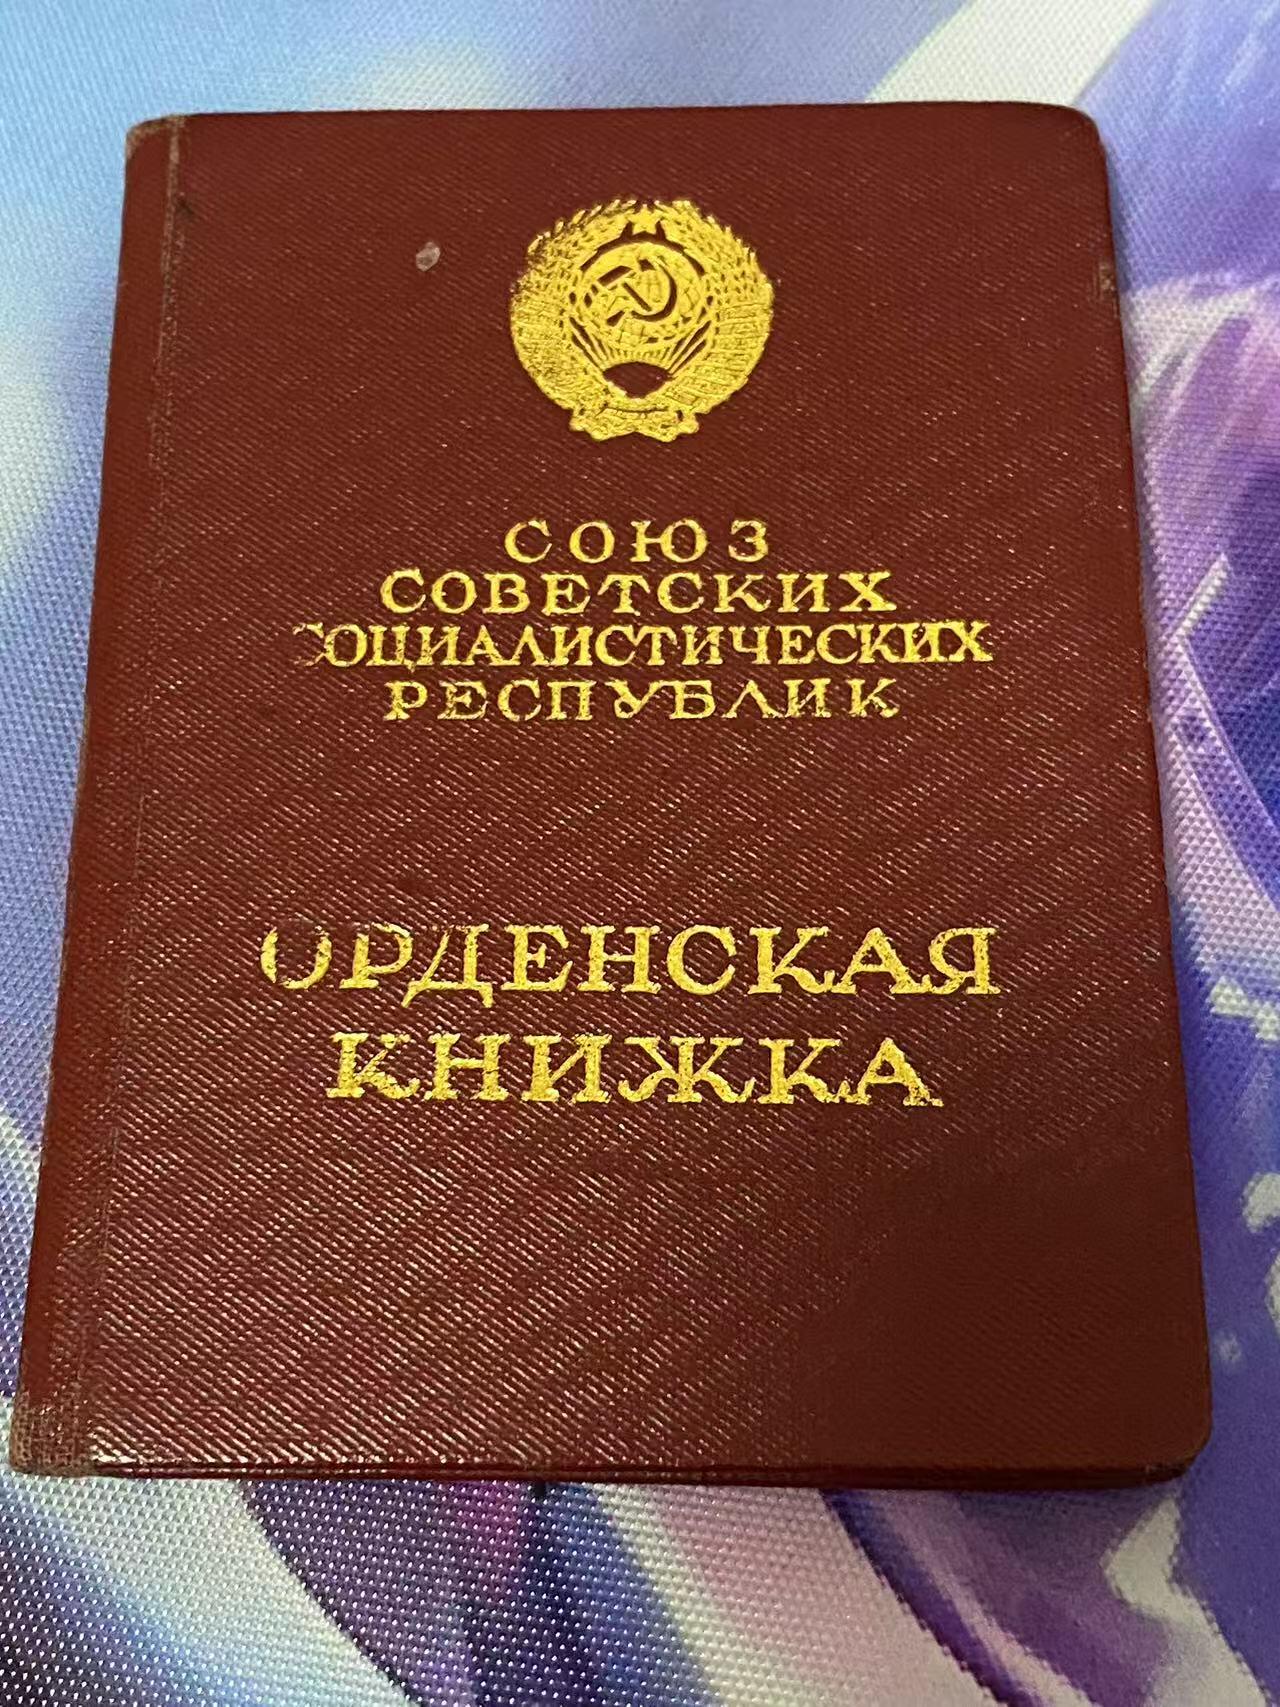 СОЮЗ
СОВЕТСКИХ
СОЦИАЛИСТИЧЕСКИХ
РЕСПУБЛИК
ОРДЕНСКАЯ
КНИЖКА